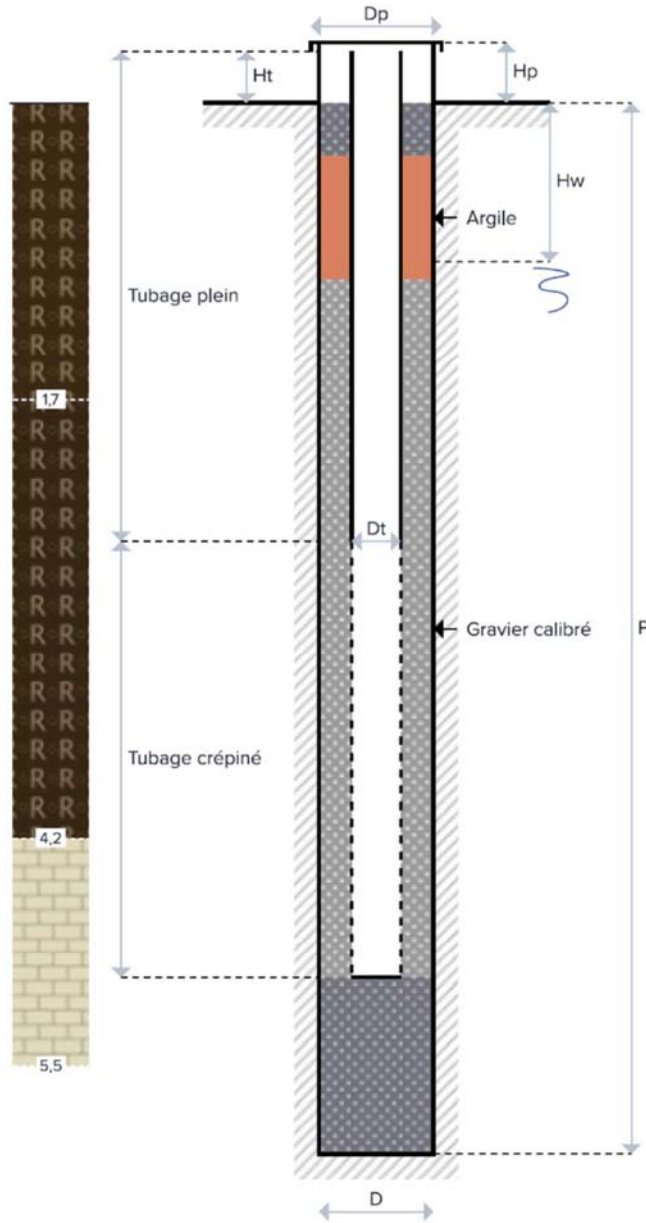 Dp
Ht
Hp
Hw
Argile
Tubage plein
1,7
Dt
Gravier calibré
P
Tubage crépiné
4,2
5,5
D